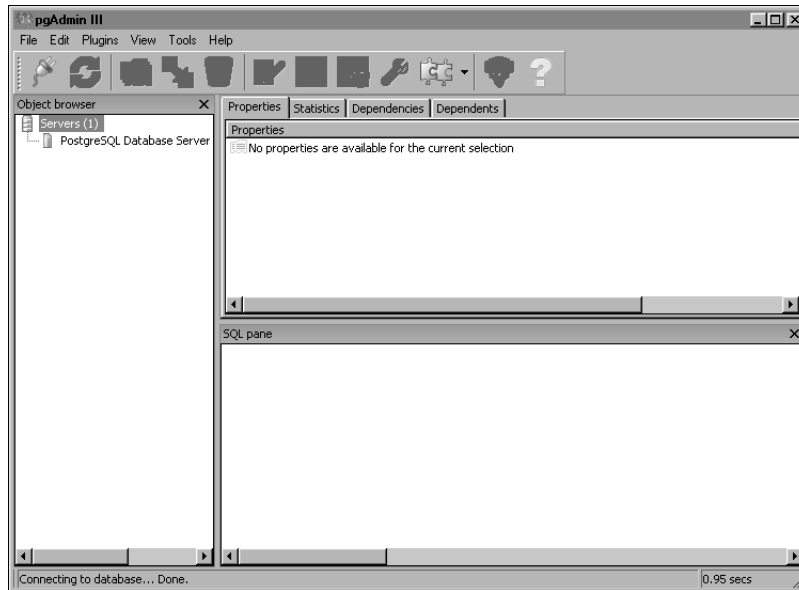 pgAdmin III
File Edit Plugins View Tools Help
Object browser
Servers (1)
PostgreSQL Database Server
Properties Statistics Dependencies Dependents
Properties
No properties are available for the current selection
SQL pane
Connecting to database... Done.
0.95 secs